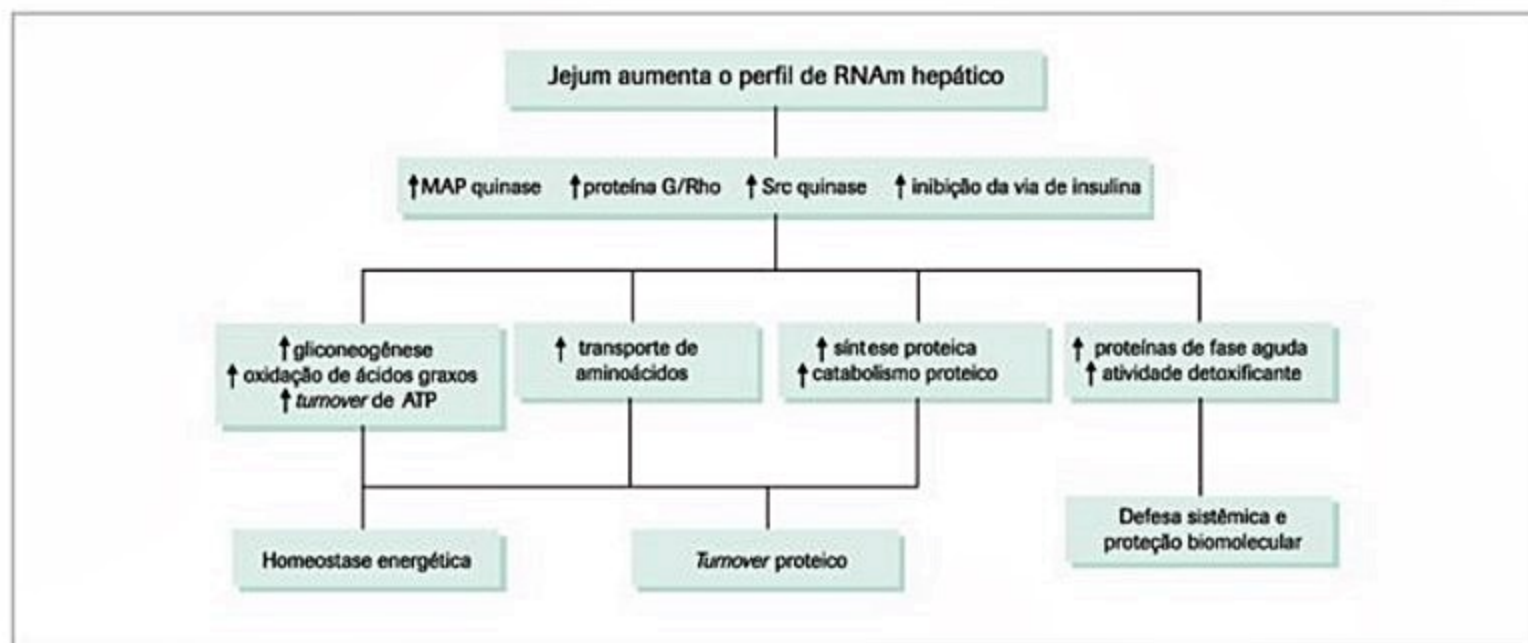 Jejum aumenta o perfil de RNAm hepático
↑MAP quinase ↑proteína G/Rho ↑Src quinase ↑inibição da via de insulina
↑gliconeogênese
↑oxidação de ácidos graxos
↑turnover de ATP
↑ transporte de
aminoácidos
↑ síntese proteica
↑catabolismo proteico
↑ proteínas de fase aguda
↑ atividade detoxificante
Homeostase energética
Turnover proteico
Defesa sistêmica e
proteção biomolecular